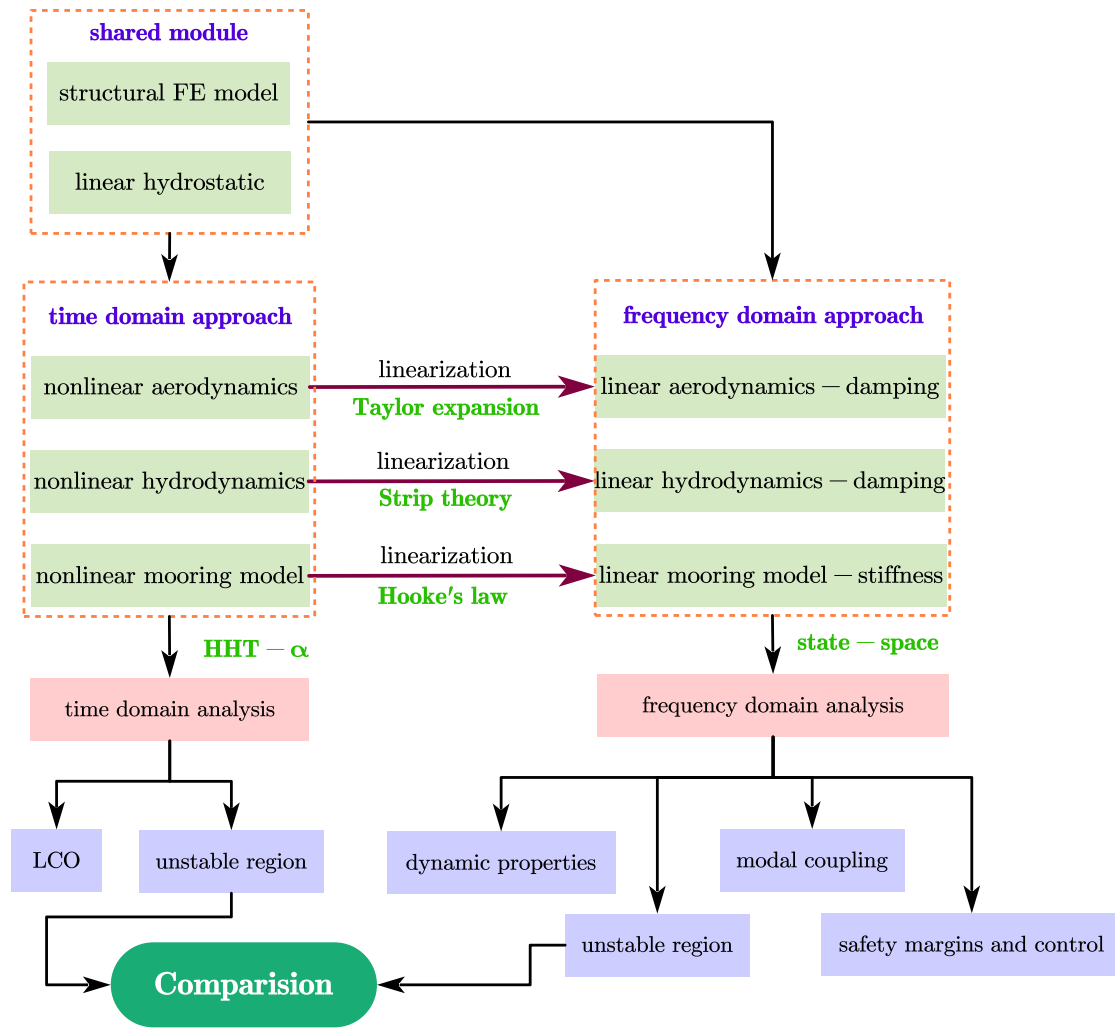 shared module
structural FE model
linear hydrostatic
time domain approach
frequency domain approach
nonlinear aerodynamics
linearization
Taylor expansion
linear aerodynamics – damping
nonlinear hydrodynamics
linearization
Strip theory
linear hydrodynamics – damping
nonlinear mooring model
linearization
Hooke's law
linear mooring model – stiffness
HHT – α
state – space
time domain analysis
frequency domain analysis
LCO
unstable region
dynamic properties
modal coupling
unstable region
safety margins and control
Comparision